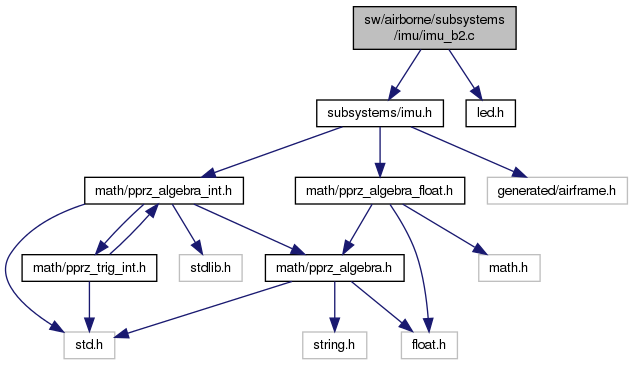 sw/airborne/subsystems
/imu/imu_b2.c
subsystems/imu.h
led.h
math/pprz_algebra_int.h
math/pprz_algebra_float.h
generated/airframe.h
math/pprz_trig_int.h
stdlib.h
math/pprz_algebra.h
math.h
std.h
string.h
float.h